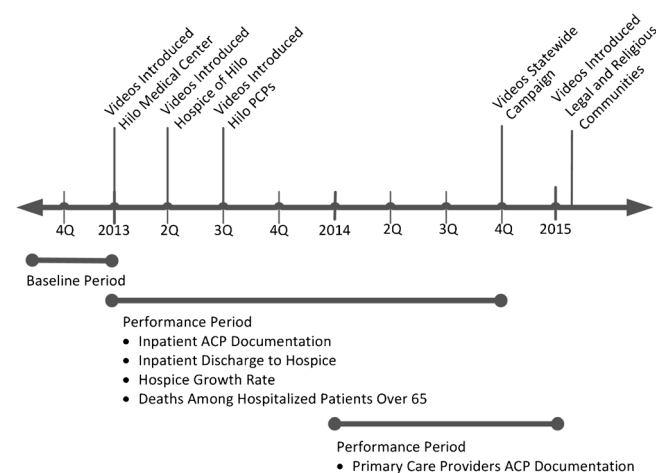 Videos Introduced
Hilo Medical Center
Videos Introduced
Hospice of Hilo
Videos Introduced
Hilo PCPs
Videos Statewide
Campaign
Videos Introduced
Legal and Religious
Communities
4Q 2013 2Q 3Q 4Q 2014 2Q 3Q 4Q 2015
Baseline Period
Performance Period
• Inpatient ACP Documentation
• Inpatient Discharge to Hospice
• Hospice Growth Rate
• Deaths Among Hospitalized Patients Over 65
Performance Period
• Primary Care Providers ACP Documentation